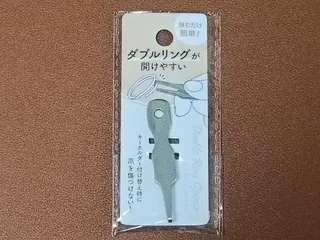 挟むだけ
簡単!
ダブルリングが
開けやすい
キーホルダー付け替え時に
爪を傷つけない!